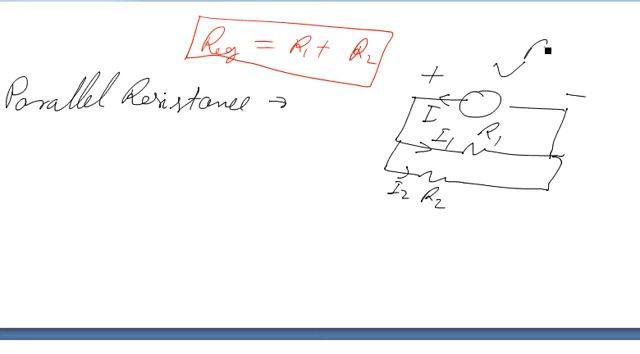 Req = R1 + R2
Parallel Resistance →
+ −
I
I1 R1
I2 R2